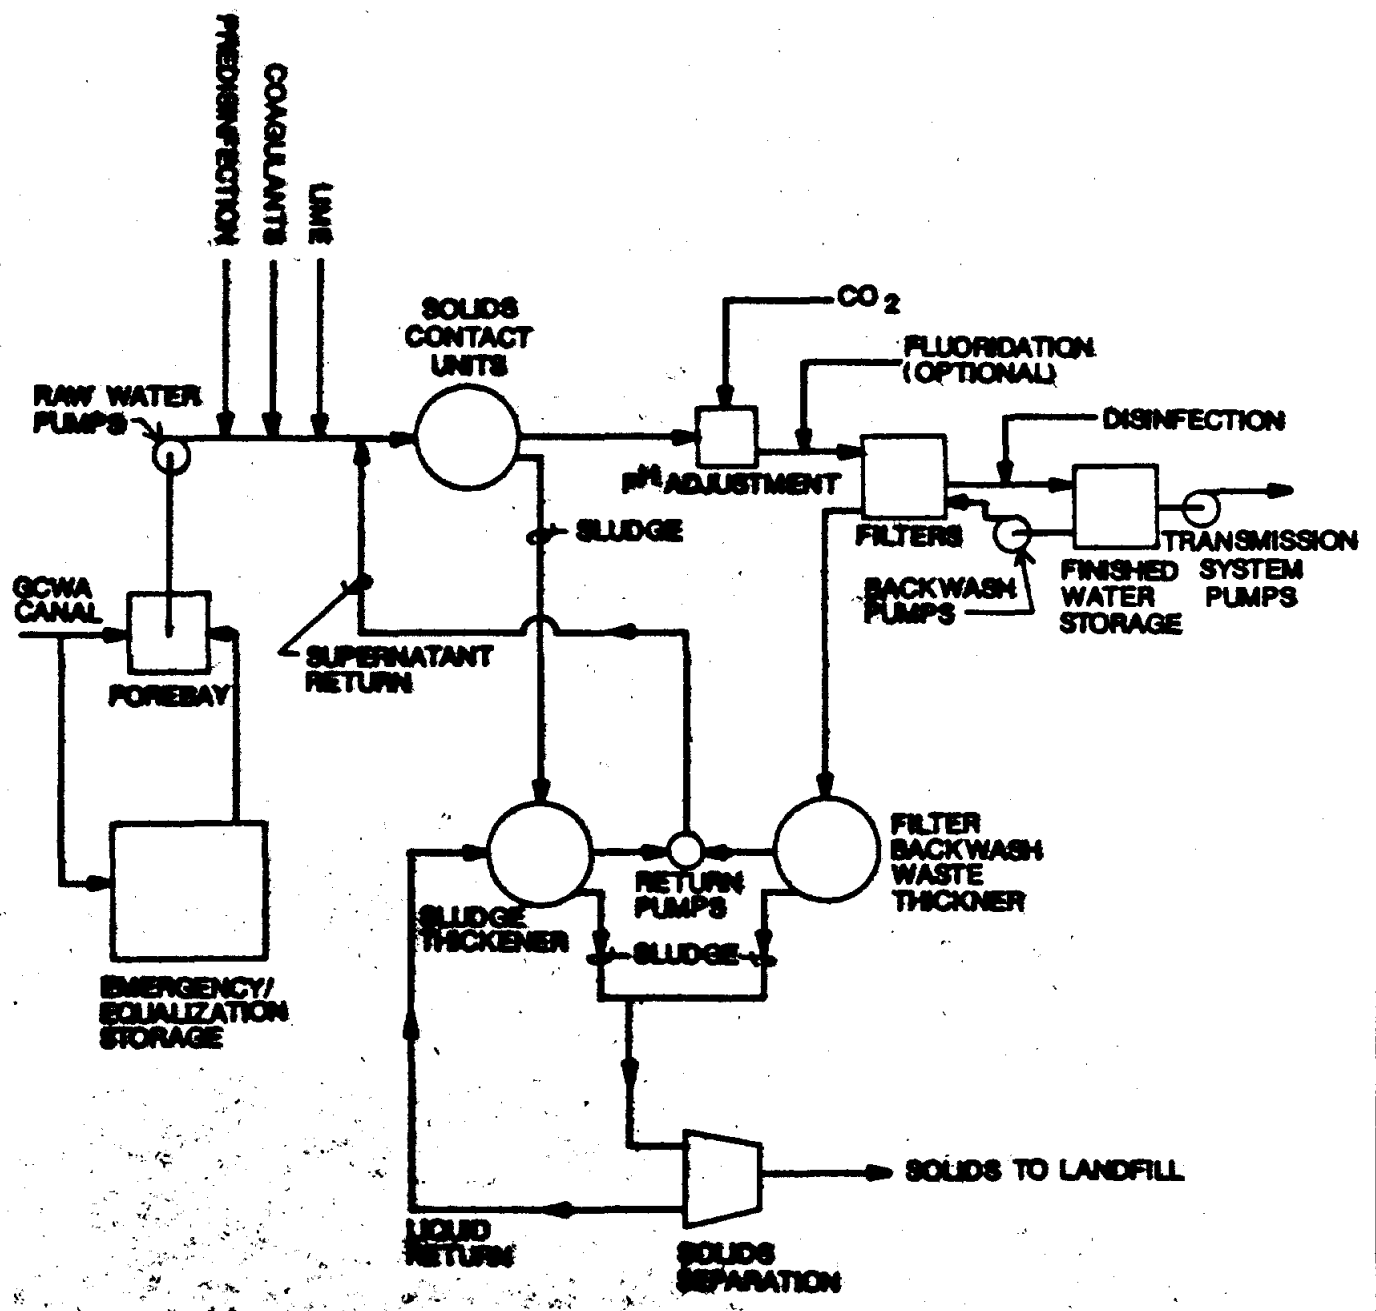 PREDISINFECTION
COAGULANTS
LIME
SOLIDS
CONTACT
UNITS
CO2
FLUORIDATION
(OPTIONAL)
RAW WATER
PUMPS
DISINFECTION
PH ADJUSTMENT
SLUDGE
FILTERS
TRANSMISSION
SYSTEM
PUMPS
FINISHED
WATER
STORAGE
BACKWASH
PUMPS
GCWA
CANAL
SUPERNATANT
RETURN
FOREBAY
FILTER
BACKWASH
WASTE
THICKNER
RETURN
PUMPS
SLUDGE
THICKENER
SLUDGE
EMERGENCY/
EQUALIZATION
STORAGE
SOLIDS TO LANDFILL
LIQUID
RETURN
SOLIDS
SEPARATION